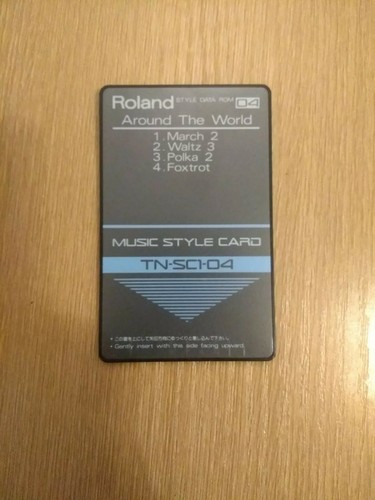 Roland STYLE DATA ROM 04
Around The World
1.March 2
2.Waltz 3
3.Polka 2
4.Foxtrot
MUSIC STYLE CARD
TN-SC1-04
• Gently insert with the side facing upward.